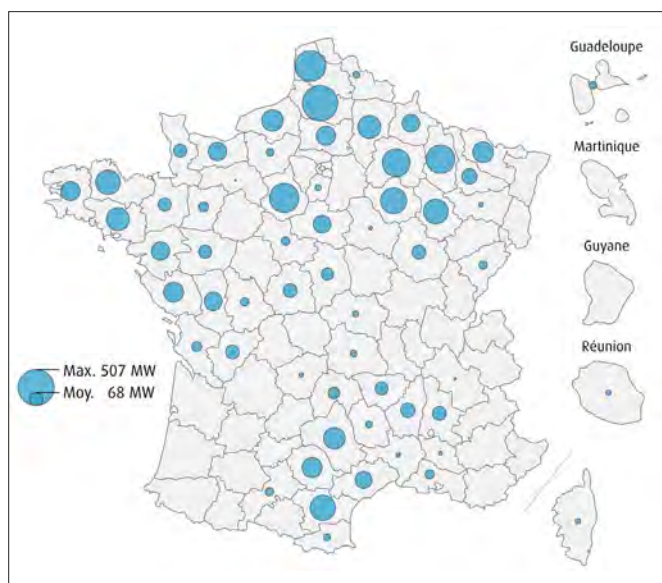 Guadeloupe
Martinique
Guyane
Réunion
Max. 507 MW
Moy. 68 MW